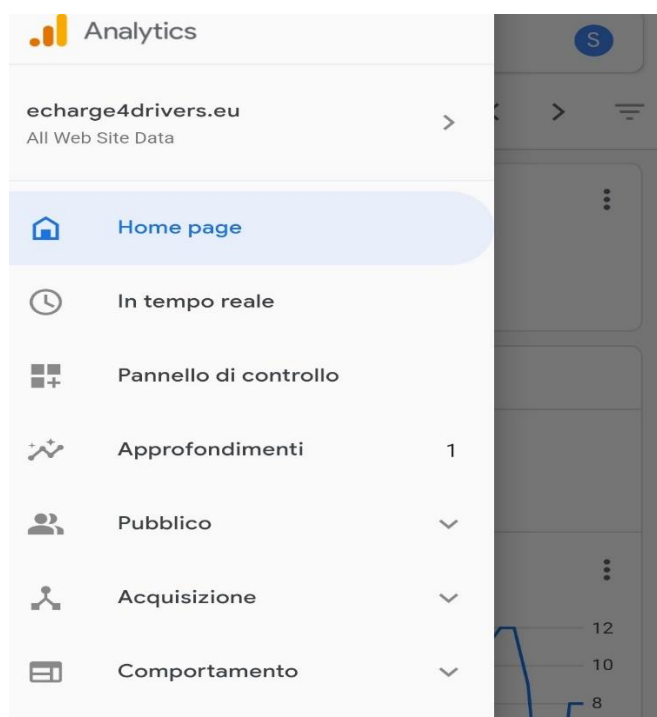 Analytics
S
echarge4drivers.eu
All Web Site Data
Home page
In tempo reale
Pannello di controllo
Approfondimenti 1
Pubblico
Acquisizione
12
Comportamento
10
8